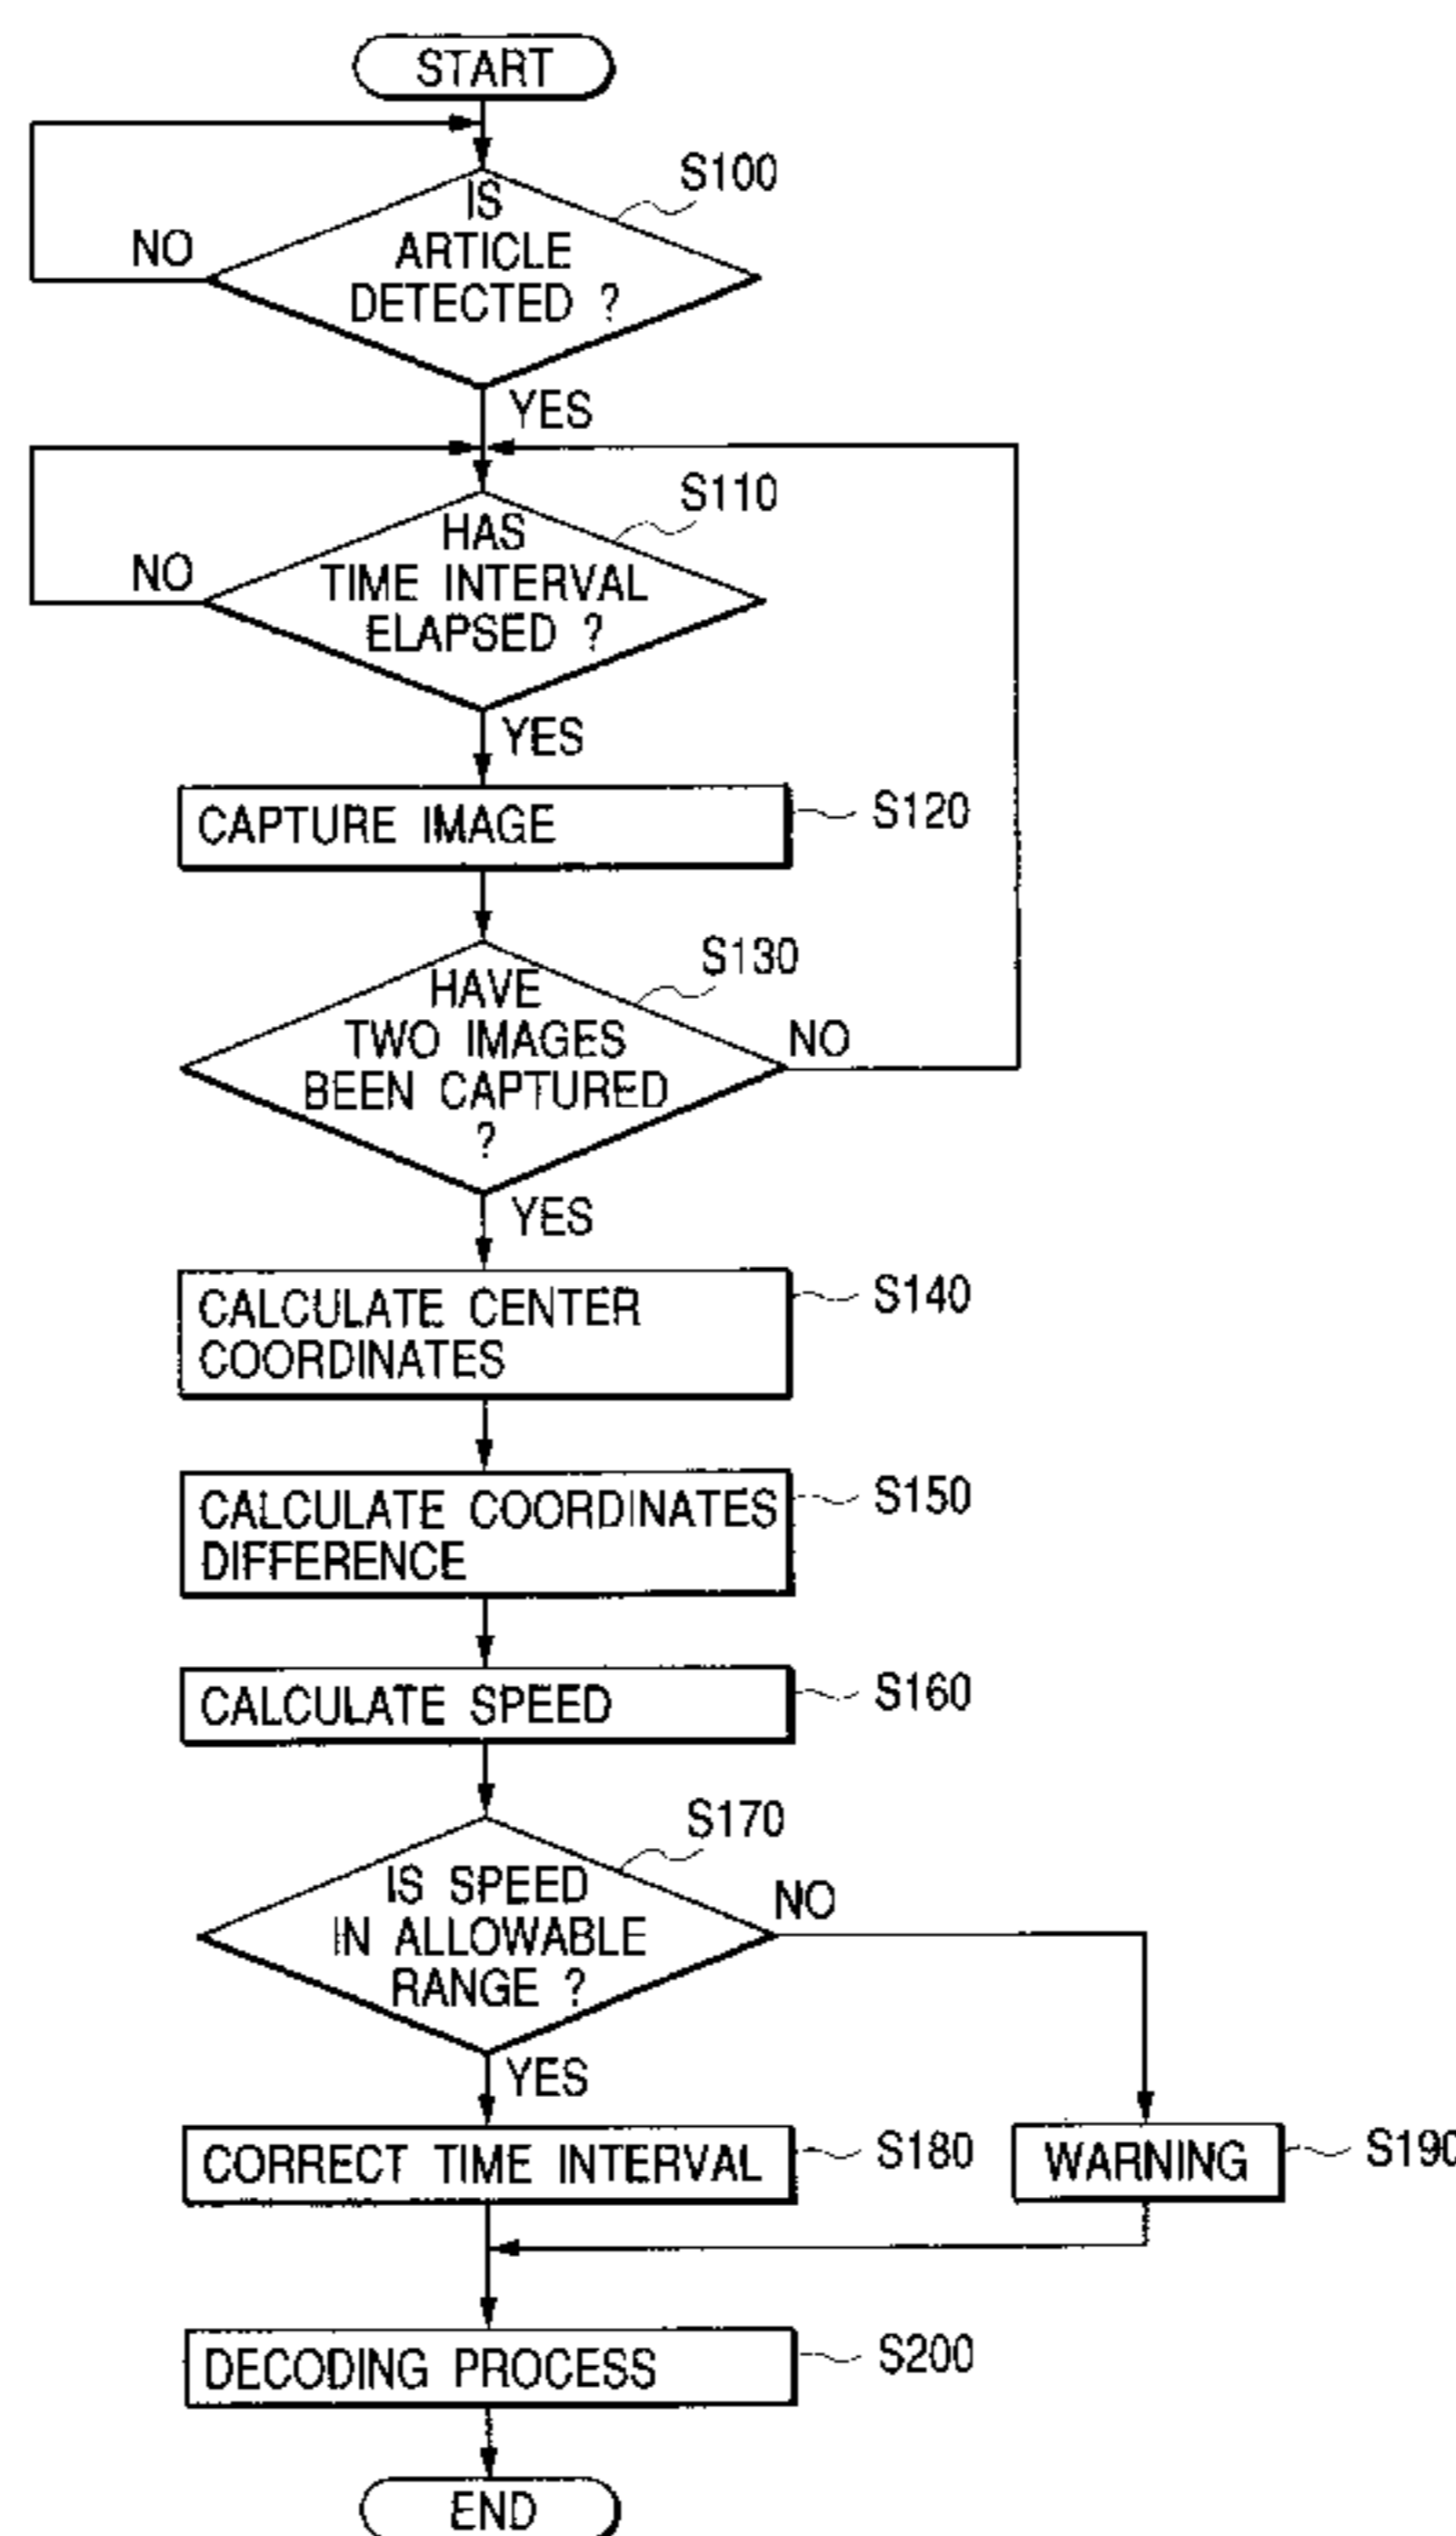 START
S100
IS
ARTICLE
DETECTED ?
NO
YES
S110
HAS
TIME INTERVAL
ELAPSED ?
NO
YES
CAPTURE IMAGE
S120
S130
HAVE
TWO IMAGES
BEEN CAPTURED
?
NO
YES
CALCULATE CENTER
COORDINATES
S140
CALCULATE COORDINATES
DIFFERENCE
S150
CALCULATE SPEED
S160
S170
IS SPEED
IN ALLOWABLE
RANGE ?
NO
YES
CORRECT TIME INTERVAL
S180
WARNING
S190
DECODING PROCESS
S200
END